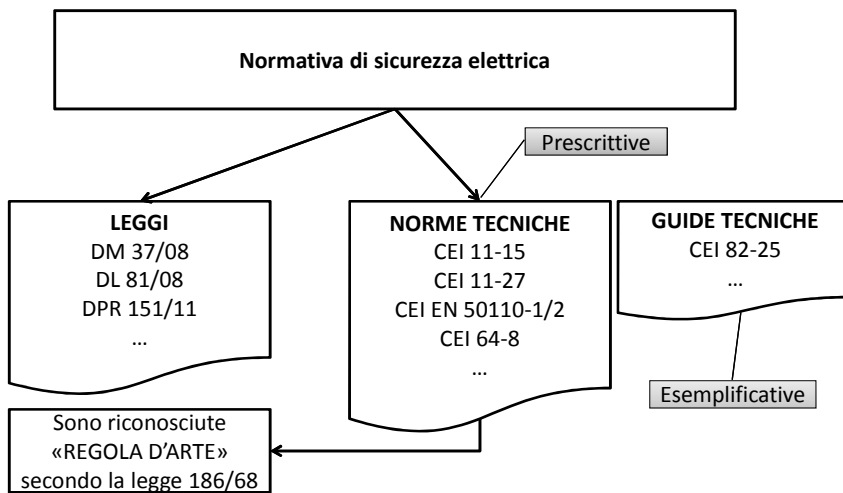 Normativa di sicurezza elettrica
Prescrittive
LEGGI
DM 37/08
DL 81/08
DPR 151/11
...
NORME TECNICHE
CEI 11-15
CEI 11-27
CEI EN 50110-1/2
CEI 64-8
...
GUIDE TECNICHE
CEI 82-25
...
Esemplificative
Sono riconosciute
«REGOLA D'ARTE»
secondo la legge 186/68